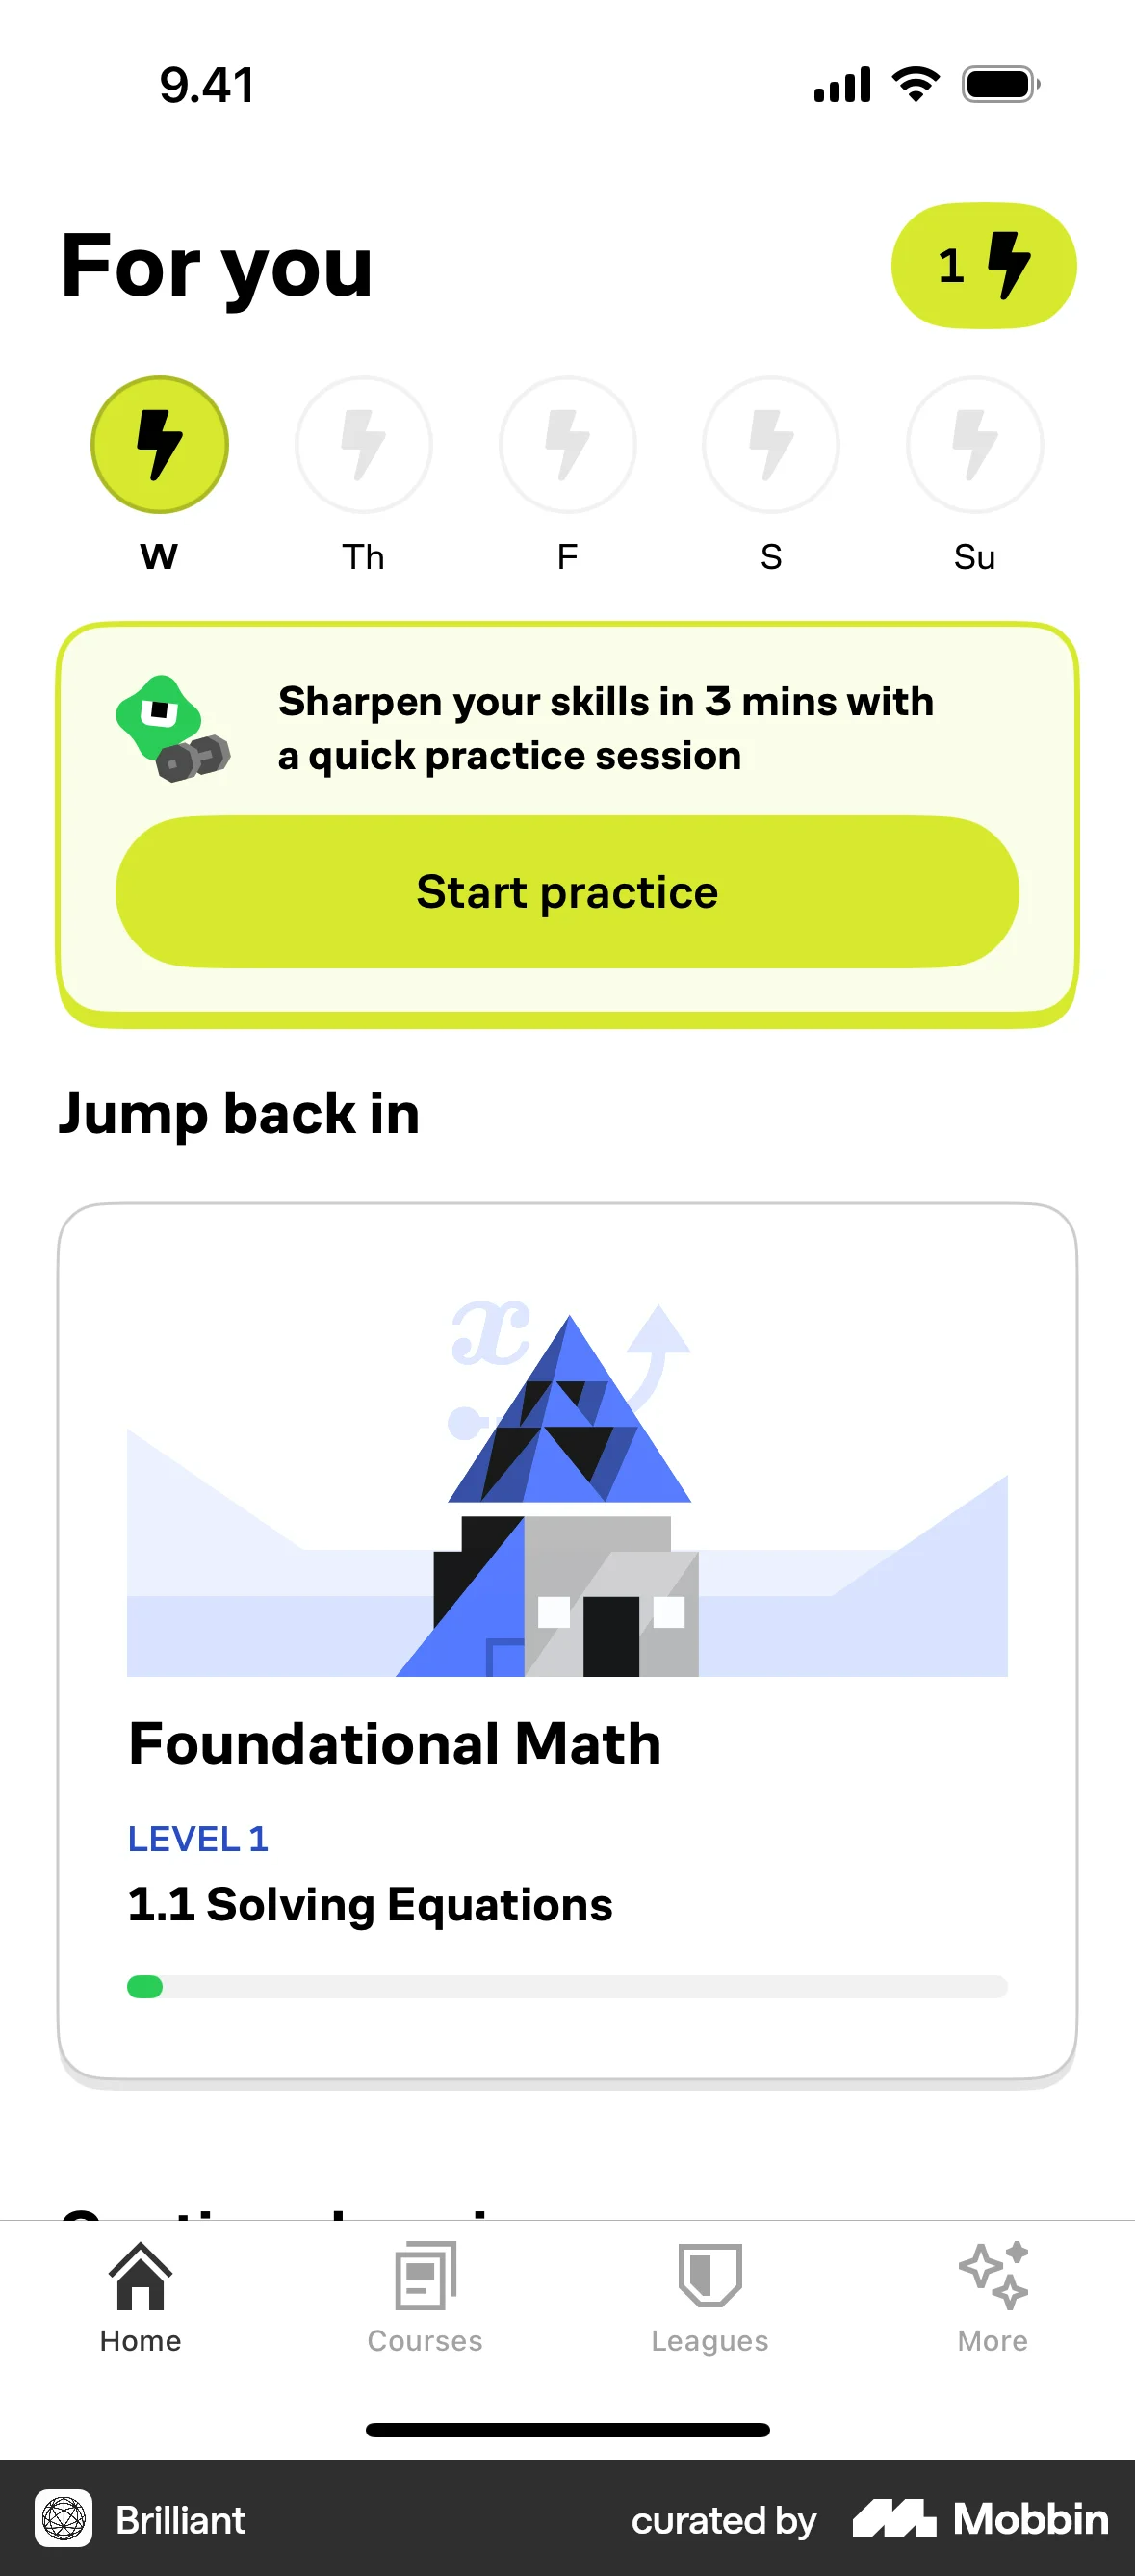 9.41
For you
1
W
Th
F
S
Su
Sharpen your skills in 3 mins with
a quick practice session
Start practice
Jump back in
x
Foundational Math
LEVEL 1
1.1 Solving Equations
Home
Courses
Leagues
More
Brilliant
curated by Mobbin